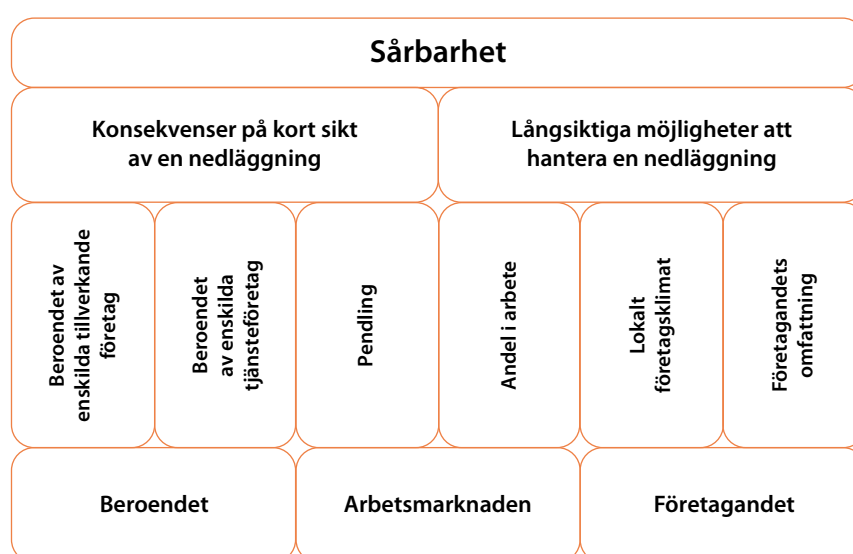 Sårbarhet
Konsekvenser på kort sikt
av en nedläggning
Långsiktiga möjligheter att
hantera en nedläggning
Beroendet av
enskilda tillverkande
företag
Beroendet
av enskilda
tjänsteföretag
Pendling
Andel i arbete
Lokalt
företagsklimat
Företagandets
omfattning
Beroendet
Arbetsmarknaden
Företagandet